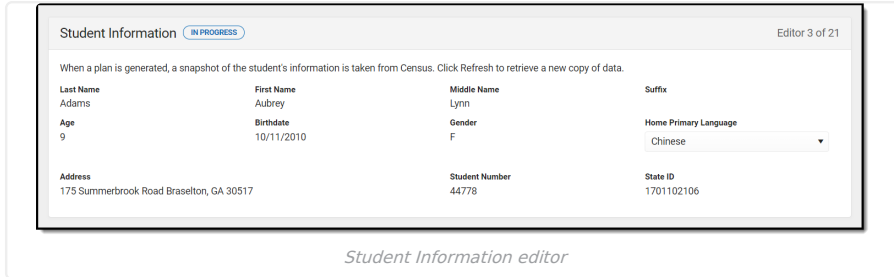 Student Information IN PROGRESS Editor 3 of 21
When a plan is generated, a snapshot of the student's information is taken from Census. Click Refresh to retrieve a new copy of data.
Last Name First Name Middle Name Suffix
Adams Aubrey Lynn
Age Birthdate Gender Home Primary Language
9 10/11/2010 F Chinese
Address Student Number State ID
175 Summerbrook Road Braselton, GA 30517 44778 1701102106
Student Information editor